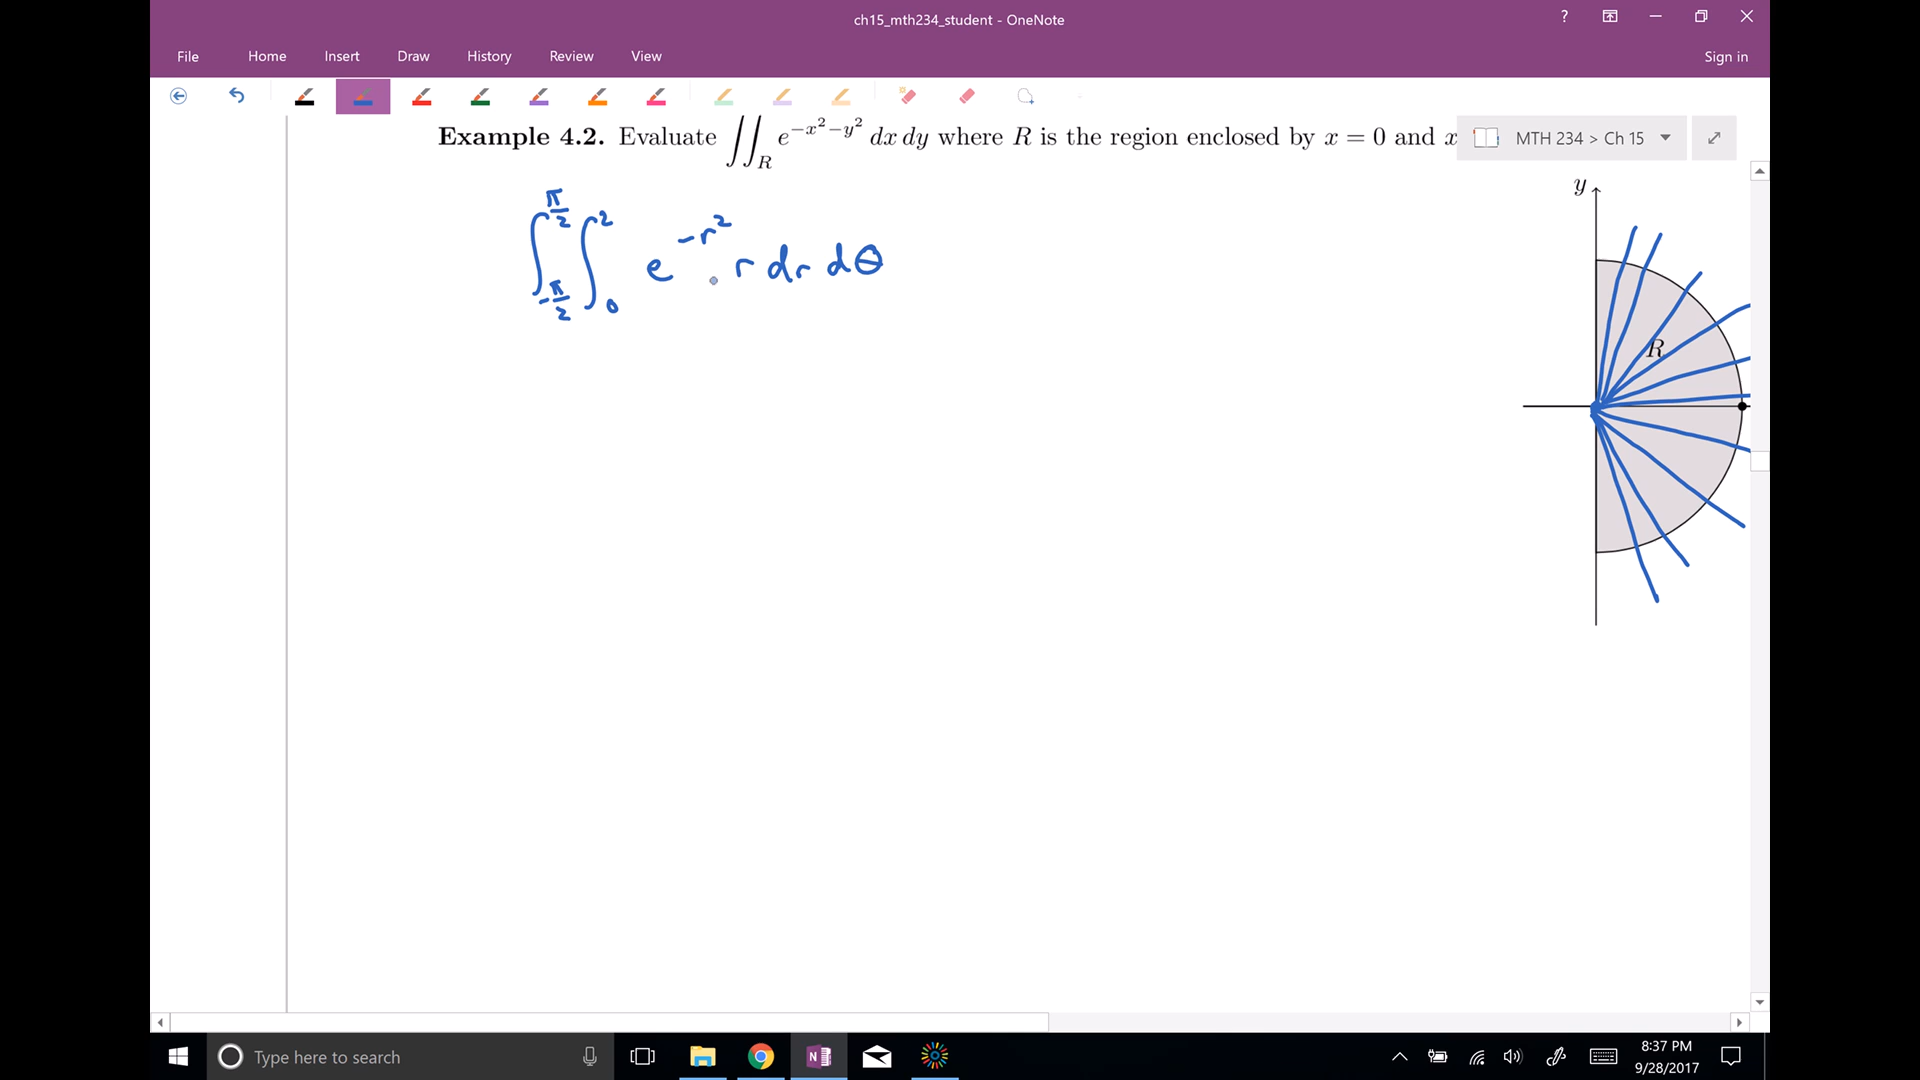 ch15_mth234_student - OneNote
?
File Home Insert Draw History Review View Sign in
Example 4.2. Evaluate ∬_R e^{−x²−y²} dx dy where R is the region enclosed by x = 0 and x
MTH 234 > Ch 15
∫_{-π/2}^{π/2} ∫_0^2 e^{-r²} r dr dθ
y
R
Type here to search
N
8:37 PM
9/28/2017